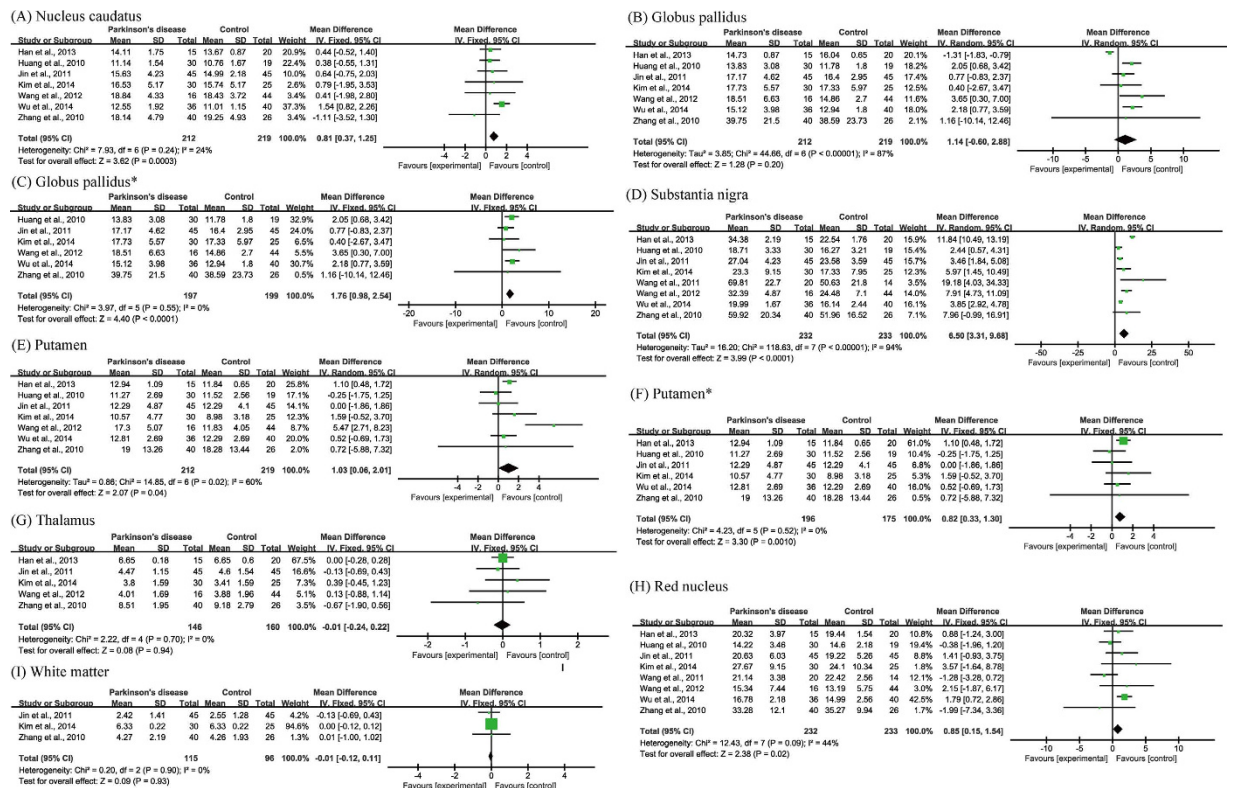 (A) Nucleus caudatus
Parkinson's disease Control Mean Difference Mean Difference
Study or Subgroup Mean SD Total Mean SD Total Weight IV. Fixed. 95% CI IV. Fixed. 95% CI
Han et al., 2013 14.11 1.75 15 13.67 0.87 20 20.9% 0.44 [-0.52, 1.40]
Huang et al., 2010 11.14 1.54 30 10.76 1.67 19 22.1% 0.38 [-0.55, 1.31]
Jin et al., 2011 15.63 4.23 45 14.99 2.18 45 10.0% 0.64 [-0.75, 2.03]
Kim et al., 2014 16.53 5.17 30 15.74 5.17 25 2.6% 0.79 [-1.95, 3.53]
Wang et al., 2012 18.84 4.33 16 18.43 3.72 44 3.4% 0.41 [-1.98, 2.80]
Wu et al., 2014 12.55 1.92 36 11.01 1.15 40 37.3% 1.54 [0.82, 2.26]
Zhang et al., 2010 18.14 4.79 40 19.25 4.93 26 3.4% -1.11 [-3.52, 1.30]
Total (95% CI) 212 219 100.0% 0.81 [0.37, 1.25]
Heterogeneity: Chi² = 7.93, df = 6 (P = 0.24); I² = 24%
Test for overall effect: Z = 3.62 (P = 0.0003)
-4 -2 0 2 4
Favours [experimental] Favours [control]
(B) Globus pallidus
Parkinson's disease Control Mean Difference Mean Difference
Study or Subgroup Mean SD Total Mean SD Total Weight IV. Random. 95% CI IV. Random. 95% CI
Han et al., 2013 14.73 0.87 15 16.04 0.65 20 20.1% -1.31 [-1.83, -0.79]
Huang et al., 2010 13.83 3.08 30 11.78 1.8 19 17.1% 2.05 [0.68, 3.42]
Jin et al., 2011 17.17 4.62 45 16.4 2.95 45 0.77 [-0.83, 2.37]
Kim et al., 2014 17.73 5.57 30 17.33 5.97 25 0.40 [-2.67, 3.47]
Wang et al., 2012 18.51 6.63 16 14.86 2.7 44 3.65 [0.30, 7.00]
Wu et al., 2014 15.12 3.98 36 12.94 1.8 40 2.18 [0.77, 3.59]
Zhang et al., 2010 39.75 21.5 40 38.59 23.73 26 2.1% 1.16 [-10.14, 12.46]
Total (95% CI) 212 219 100.0% 1.14 [-0.60, 2.88]
Heterogeneity: Tau² = 3.85; Chi² = 44.66, df = 6 (P < 0.00001); I² = 87%
Test for overall effect: Z = 1.28 (P = 0.20)
-10 -5 0 5 10
Favours [experimental] Favours [control]
(C) Globus pallidus*
Parkinson's disease Control Mean Difference Mean Difference
Study or Subgroup Mean SD Total Mean SD Total Weight IV. Fixed. 95% CI IV. Fixed. 95% CI
Huang et al., 2010 13.83 3.08 30 11.78 1.8 19 32.9% 2.05 [0.68, 3.42]
Jin et al., 2011 17.17 4.62 45 16.4 2.95 45 24.0% 0.77 [-0.83, 2.37]
Kim et al., 2014 17.73 5.57 30 17.33 5.97 25 6.5% 0.40 [-2.67, 3.47]
Wang et al., 2012 18.51 6.63 16 14.86 2.7 44 3.65 [0.30, 7.00]
Wu et al., 2014 15.12 3.98 36 12.94 1.8 40 2.18 [0.77, 3.59]
Zhang et al., 2010 39.75 21.5 40 38.59 23.73 26 0.5% 1.16 [-10.14, 12.46]
Total (95% CI) 197 199 100.0% 1.76 [0.98, 2.54]
Heterogeneity: Chi² = 3.97, df = 5 (P = 0.55); I² = 0%
Test for overall effect: Z = 4.40 (P < 0.0001)
-20 -10 0 10 20
Favours [experimental] Favours [control]
(D) Substantia nigra
Parkinson's disease Control Mean Difference Mean Difference
Study or Subgroup Mean SD Total Mean SD Total Weight IV. Random. 95% CI IV. Random. 95% CI
Han et al., 2013 34.38 2.19 15 22.54 1.76 20 15.9% 11.84 [10.49, 13.19]
Huang et al., 2010 18.71 3.33 30 16.27 3.21 19 2.44 [0.57, 4.31]
Jin et al., 2011 27.04 4.23 45 23.58 3.59 45 3.46 [1.84, 5.08]
Kim et al., 2014 23.3 9.15 30 17.33 7.95 25 5.97 [1.45, 10.49]
Wang et al., 2011 69.81 22.7 20 50.63 21.8 14 19.18 [4.03, 34.33]
Wang et al., 2012 32.39 4.87 16 24.48 7.1 44 7.91 [4.73, 11.09]
Wu et al., 2014 19.99 1.67 36 16.14 2.44 40 3.85 [2.92, 4.78]
Zhang et al., 2010 59.92 20.34 40 51.96 16.52 26 7.1% 7.96 [-0.99, 16.91]
Total (95% CI) 232 233 100.0% 6.50 [3.31, 9.68]
Heterogeneity: Tau² = 16.20; Chi² = 118.63, df = 7 (P < 0.00001); I² = 94%
Test for overall effect: Z = 3.99 (P < 0.0001)
-50 -25 0 25 50
Favours [experimental] Favours [control]
(E) Putamen
Parkinson's disease Control Mean Difference Mean Difference
Study or Subgroup Mean SD Total Mean SD Total Weight IV. Random. 95% CI IV. Random. 95% CI
Han et al., 2013 12.94 1.09 15 11.84 0.65 20 25.8% 1.10 [0.48, 1.72]
Huang et al., 2010 11.27 2.69 30 11.52 2.56 19 17.1% -0.25 [-1.75, 1.25]
Jin et al., 2011 12.29 4.87 45 12.29 4.1 45 14.1% 0.00 [-1.86, 1.86]
Kim et al., 2014 10.57 4.77 30 8.98 3.18 25 1.59 [-0.52, 3.70]
Wang et al., 2012 17.3 5.07 16 11.83 4.05 44 5.47 [2.71, 8.23]
Wu et al., 2014 12.81 2.69 36 12.29 2.69 40 0.52 [-0.69, 1.73]
Zhang et al., 2010 19 13.26 40 18.28 13.44 26 0.72 [-5.88, 7.32]
Total (95% CI) 212 219 100.0% 1.03 [0.06, 2.01]
Heterogeneity: Tau² = 0.86; Chi² = 14.85, df = 6 (P = 0.02); I² = 60%
Test for overall effect: Z = 2.07 (P = 0.04)
-10 -5 0 5 10
Favours [experimental] Favours [control]
(F) Putamen*
Parkinson's disease Control Mean Difference Mean Difference
Study or Subgroup Mean SD Total Mean SD Total Weight IV. Fixed. 95% CI IV. Fixed. 95% CI
Han et al., 2013 12.94 1.09 15 11.84 0.65 20 61.0% 1.10 [0.48, 1.72]
Huang et al., 2010 11.27 2.69 30 11.52 2.56 19 10.4% -0.25 [-1.75, 1.25]
Jin et al., 2011 12.29 4.87 45 12.29 4.1 45 6.8% 0.00 [-1.86, 1.86]
Kim et al., 2014 10.57 4.77 30 8.98 3.18 25 5.3% 1.59 [-0.52, 3.70]
Wu et al., 2014 12.81 2.69 36 12.29 2.69 40 16.0% 0.52 [-0.69, 1.73]
Zhang et al., 2010 19 13.26 40 18.28 13.44 26 0.5% 0.72 [-5.88, 7.32]
Total (95% CI) 196 175 100.0% 0.82 [0.33, 1.30]
Heterogeneity: Chi² = 4.23, df = 5 (P = 0.52); I² = 0%
Test for overall effect: Z = 3.30 (P = 0.0010)
-4 -2 0 2 4
Favours [experimental] Favours [control]
(G) Thalamus
Parkinson's disease Control Mean Difference Mean Difference
Study or Subgroup Mean SD Total Mean SD Total Weight IV. Fixed. 95% CI IV. Fixed. 95% CI
Han et al., 2013 6.65 0.18 15 6.65 0.6 20 67.5% 0.00 [-0.28, 0.28]
Jin et al., 2011 4.47 1.15 45 4.6 1.54 45 16.6% -0.13 [-0.69, 0.43]
Kim et al., 2014 3.8 1.59 30 3.41 1.59 25 7.3% 0.39 [-0.45, 1.23]
Wang et al., 2012 4.01 1.69 16 3.88 1.96 44 5.1% 0.13 [-0.88, 1.14]
Zhang et al., 2010 8.51 1.95 40 9.18 2.79 26 3.5% -0.67 [-1.90, 0.56]
Total (95% CI) 146 160 100.0% -0.01 [-0.24, 0.22]
Heterogeneity: Chi² = 2.22, df = 4 (P = 0.70); I² = 0%
Test for overall effect: Z = 0.08 (P = 0.94)
-2 -1 0 1 2
Favours [experimental] Favours [control]
(H) Red nucleus
Parkinson's disease Control Mean Difference Mean Difference
Study or Subgroup Mean SD Total Mean SD Total Weight IV. Fixed. 95% CI IV. Fixed. 95% CI
Han et al., 2013 20.32 3.97 15 19.44 1.54 20 10.8% 0.88 [-1.24, 3.00]
Huang et al., 2010 14.22 3.46 30 14.6 2.18 19 19.4% -0.38 [-1.96, 1.20]
Jin et al., 2011 20.63 6.03 45 19.22 5.26 45 8.8% 1.41 [-0.93, 3.75]
Kim et al., 2014 27.67 9.15 30 24.1 10.34 25 3.57 [-1.64, 8.78]
Wang et al., 2011 21.14 3.38 20 22.42 2.56 14 -1.28 [-3.28, 0.72]
Wang et al., 2012 15.34 7.44 16 13.19 5.75 44 3.0% 2.15 [-1.87, 6.17]
Wu et al., 2014 16.78 2.18 36 14.99 2.56 40 42.5% 1.79 [0.72, 2.86]
Zhang et al., 2010 33.28 12.1 40 35.27 9.94 26 1.7% -1.99 [-7.34, 3.36]
Total (95% CI) 232 233 100.0% 0.85 [0.15, 1.54]
Heterogeneity: Chi² = 12.43, df = 7 (P = 0.09); I² = 44%
Test for overall effect: Z = 2.38 (P = 0.02)
-10 -5 0 5 10
Favours [experimental] Favours [control]
(I) White matter
Parkinson's disease Control Mean Difference Mean Difference
Study or Subgroup Mean SD Total Mean SD Total Weight IV. Fixed. 95% CI IV. Fixed. 95% CI
Jin et al., 2011 2.42 1.41 45 2.55 1.28 45 4.2% -0.13 [-0.69, 0.43]
Kim et al., 2014 6.33 0.22 30 6.33 0.22 25 94.6% 0.00 [-0.12, 0.12]
Zhang et al., 2010 4.27 2.19 40 4.26 1.93 26 1.3% 0.01 [-1.00, 1.02]
Total (95% CI) 115 96 100.0% -0.01 [-0.12, 0.11]
Heterogeneity: Chi² = 0.20, df = 2 (P = 0.90); I² = 0%
Test for overall effect: Z = 0.09 (P = 0.93)
-4 -2 0 2 4
Favours [experimental] Favours [control]